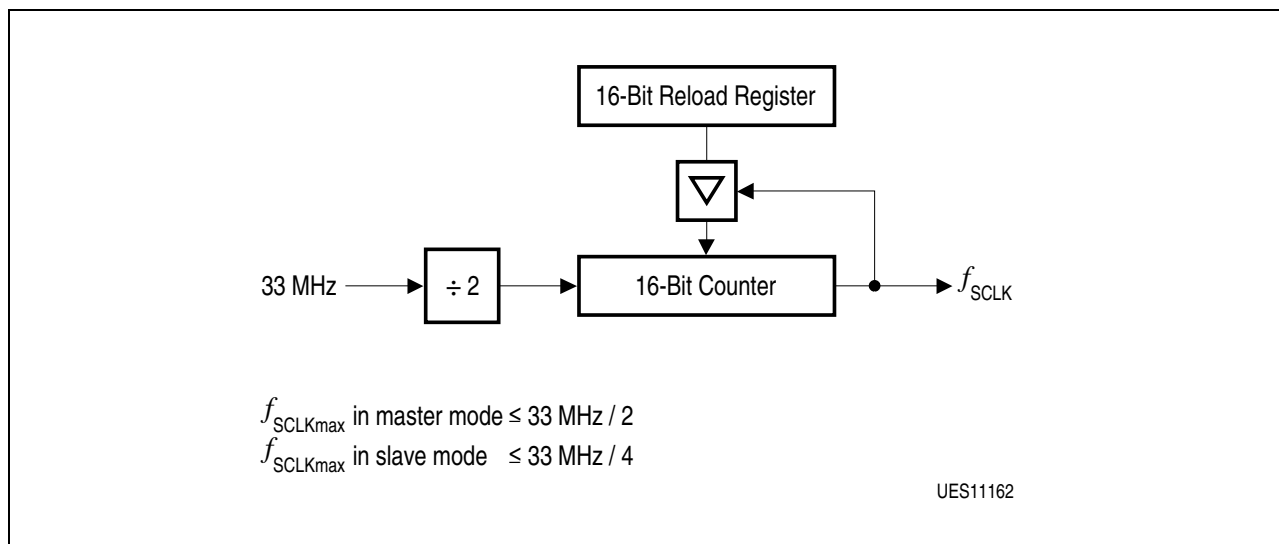 16-Bit Reload Register
33 MHz
÷ 2
16-Bit Counter
fSCLK
fSCLKmax in master mode ≤ 33 MHz / 2
fSCLKmax in slave mode ≤ 33 MHz / 4
UES11162